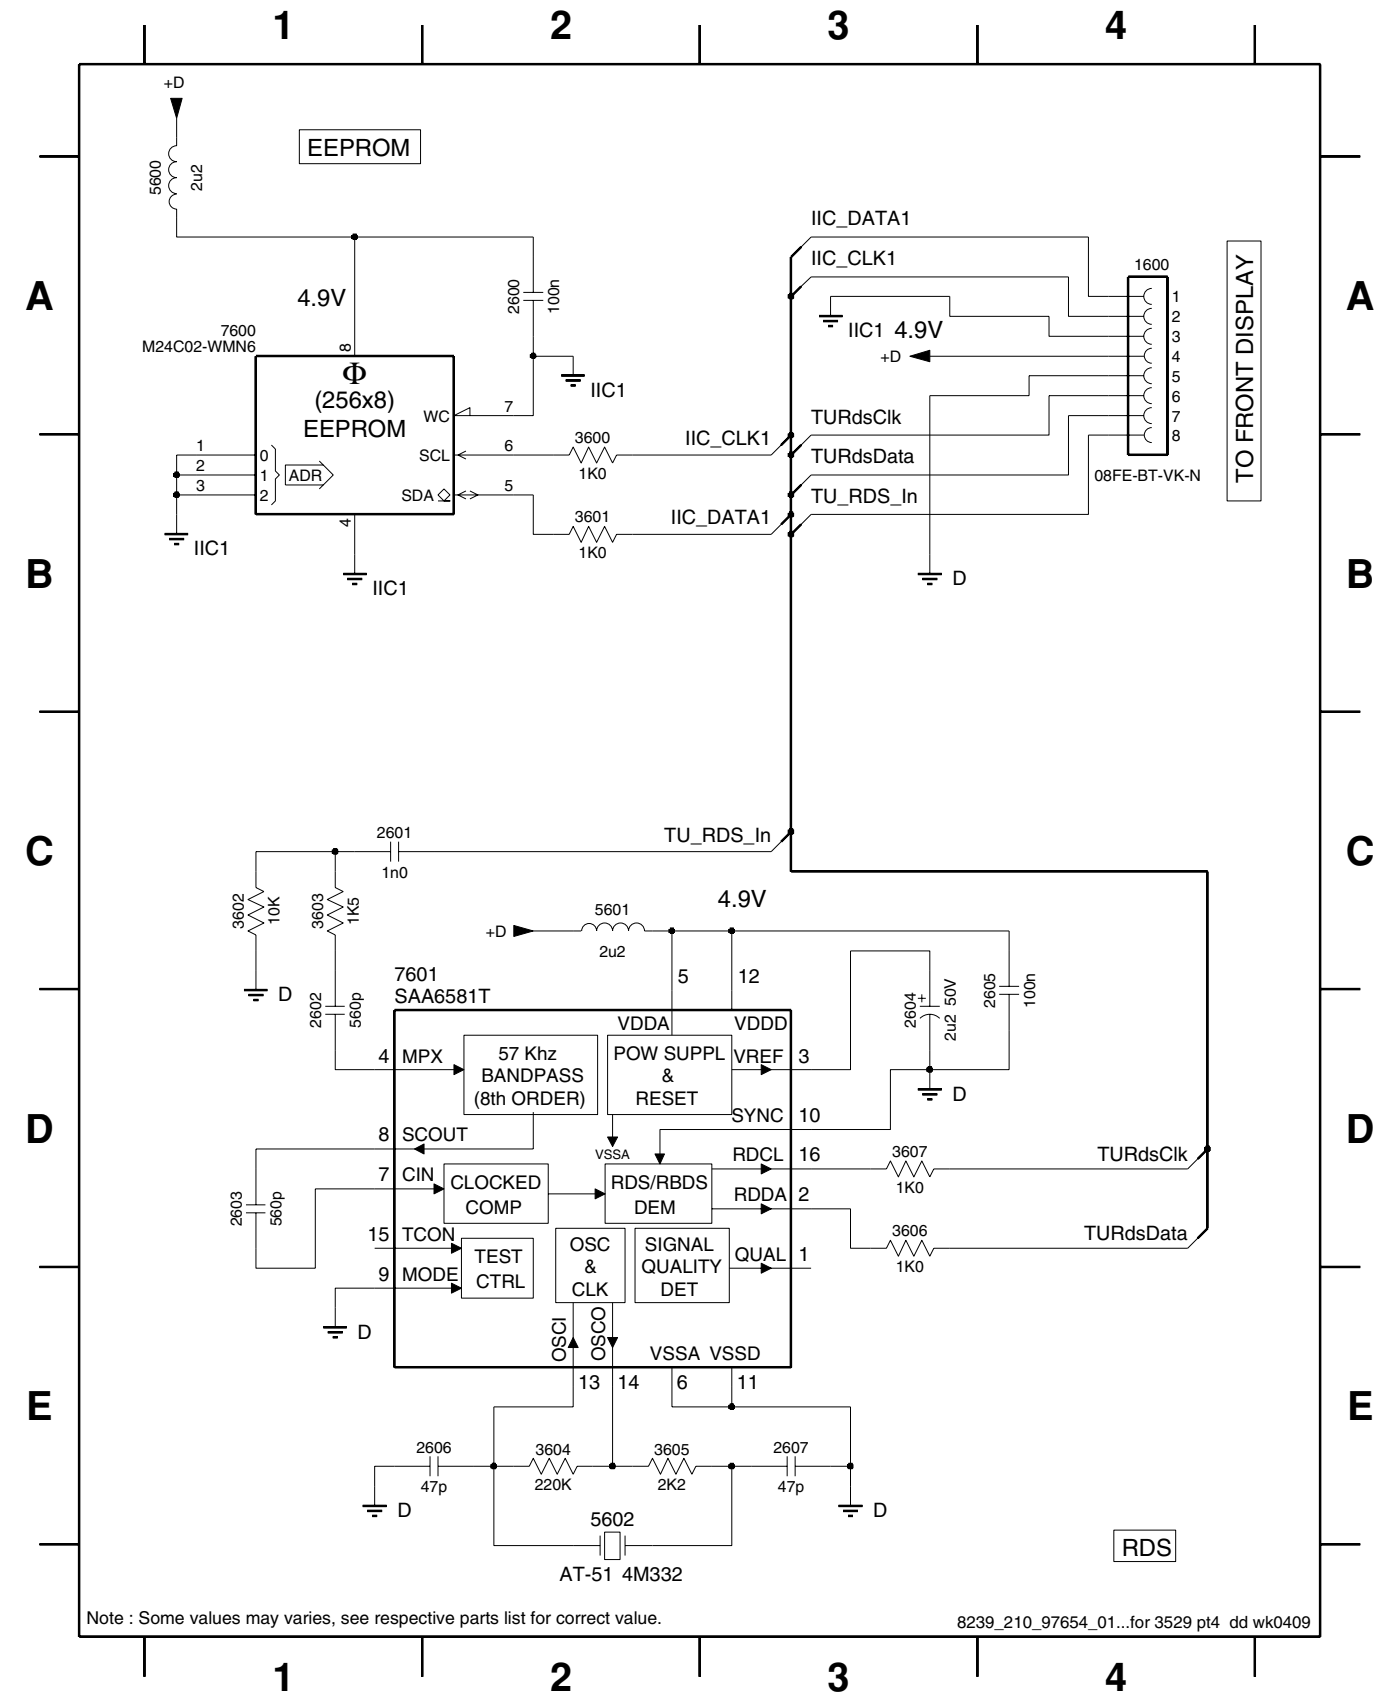 1 2 3 4
+D
EEPROM
5600
2u2
IIC_DATA1
IIC_CLK1
1600
A
A
4.9V
2600
100n
1
2
3
4
5
6
7
8
TO FRONT DISPLAY
IIC1 4.9V
+D
7600
M24C02-WMN6
8
Φ
(256x8)
EEPROM
IIC1
WC
7
TURdsClk
IIC_CLK1
1
2
3
0
1
2
ADR
SCL
6
3600
1K0
TURdsData
08FE-BT-VK-N
SDA
5
TU_RDS_In
3601
1K0
IIC_DATA1
4
IIC1
IIC1
D
B
B
2601
1n0
TU_RDS_In
C
C
3602
10K
3603
1K5
4.9V
5601
2u2
+D
5
12
D
7601
SAA6581T
2602
560p
2604
+
2u2 50V
2605
100n
VDDA
VDDD
4 MPX
57 Khz
BANDPASS
(8th ORDER)
POW SUPPL
&
RESET
VREF 3
D
SYNC 10
D
D
8 SCOUT
VSSA
RDCL 16
3607
1K0
TURdsClk
7 CIN
CLOCKED
COMP
RDS/RBDS
DEM
RDDA 2
2603
560p
3606
1K0
TURdsData
15 TCON
TEST
CTRL
OSC
&
CLK
SIGNAL
QUALITY
DET
QUAL 1
9 MODE
D
OSCI
OSCO
VSSA VSSD
13 14 6 11
E
E
2606
47p
3604
220K
3605
2K2
2607
47p
D
D
5602
AT-51 4M332
RDS
Note : Some values may varies, see respective parts list for correct value.
8239_210_97654_01...for 3529 pt4 dd wk0409
1 2 3 4